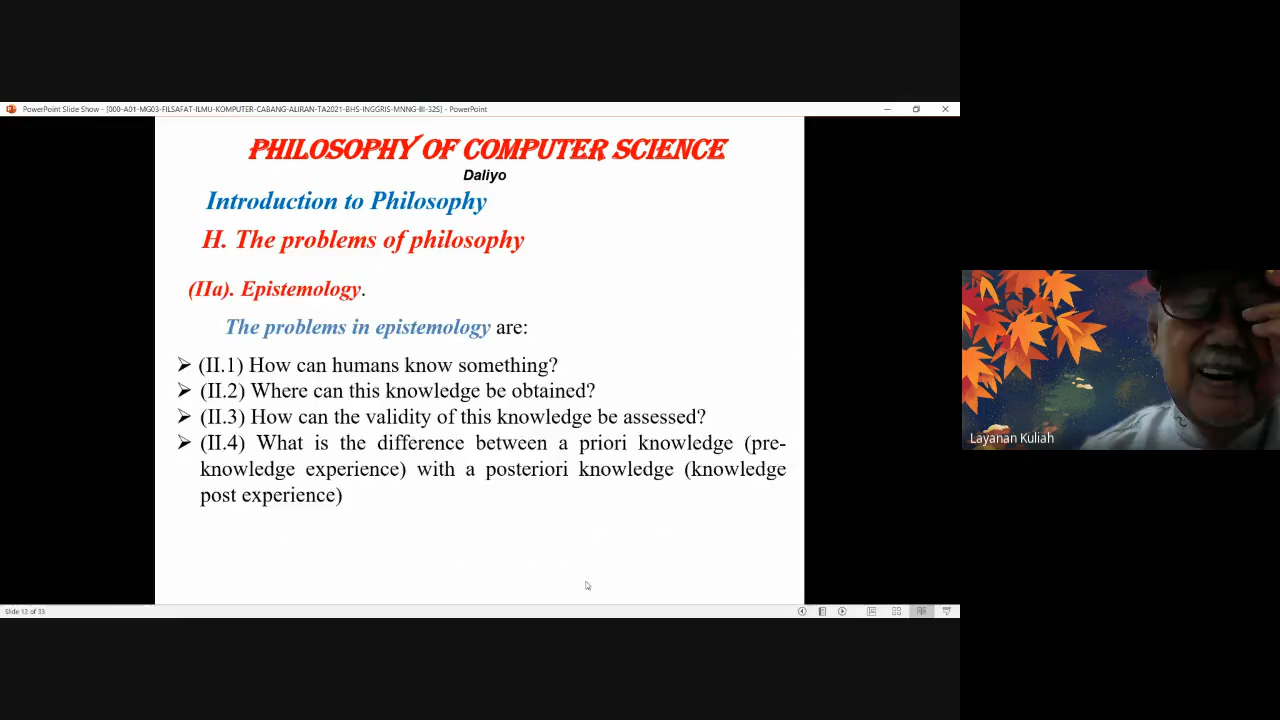 PowerPoint Slide Show - [000-A01-MG03-FILSAFAT-ILMU-KOMPUTER-CABANG-ALIRAN-TA2021-BHS-INGGRIS-MNNG-III-32S] - PowerPoint
PHILOSOPHY OF COMPUTER SCIENCE
Daliyo
Introduction to Philosophy
H. The problems of philosophy
(IIa). Epistemology.
The problems in epistemology are:
➢ (II.1) How can humans know something?
➢ (II.2) Where can this knowledge be obtained?
➢ (II.3) How can the validity of this knowledge be assessed?
➢ (II.4) What is the difference between a priori knowledge (pre-
knowledge experience) with a posteriori knowledge (knowledge
post experience)
Slide 12 of 33
Layanan Kuliah